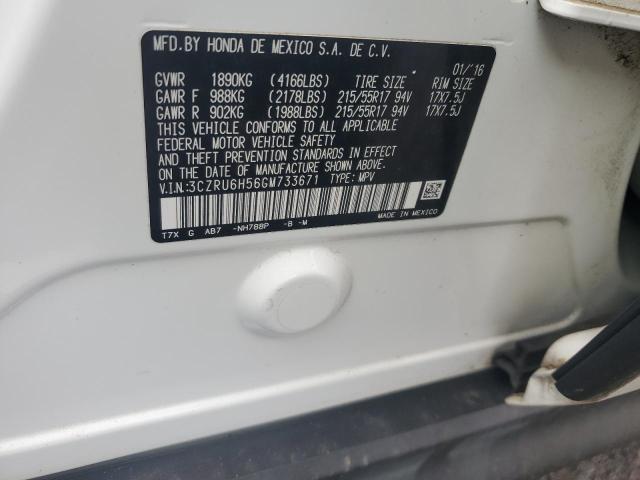 MFD.BY HONDA DE MEXICO S.A. DE C.V.
01/'16
GVWR 1890KG (4166LBS) TIRE SIZE RIM SIZE
GAWR F 988KG (2178LBS) 215/55R17 94V 17X7.5J
GAWR R 902KG (1988LBS) 215/55R17 94V 17X7.5J
THIS VEHICLE CONFORMS TO ALL APPLICABLE
FEDERAL MOTOR VEHICLE SAFETY
AND THEFT PREVENTION STANDARDS IN EFFECT
ON THE DATE OF MANUFACTURE SHOWN ABOVE.
V.I.N:3CZRU6H56GM733671 TYPE: MPV
MADE IN MEXICO
T7X G AB7 -NH788P -B -M